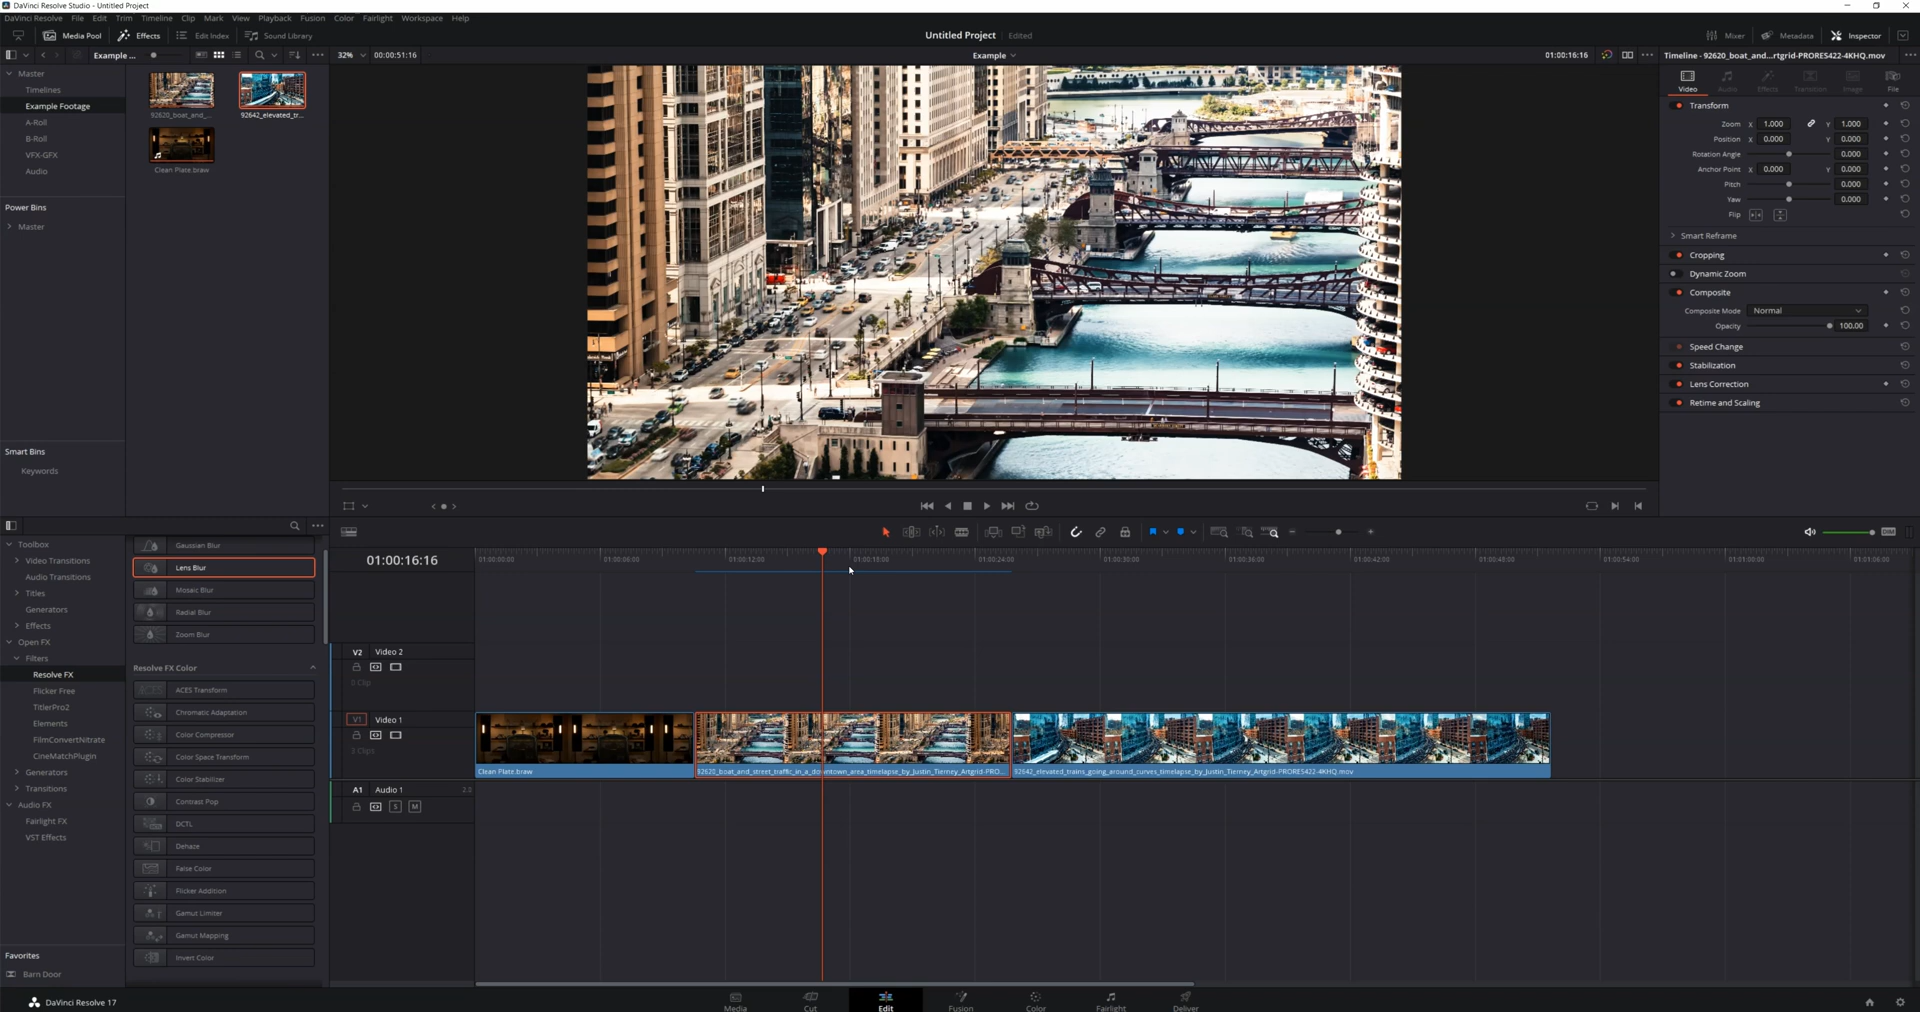 DaVinci Resolve Studio - Untitled Project
DaVinci Resolve File Edit Trim Timeline Clip Mark View Playback Fusion Color Fairlight Workspace Help
Media Pool Effects Edit Index Sound Library
Untitled Project Edited
Mixer Metadata Inspector
Example ...
32% 00:00:51:16
Example
01:00:16:16
Timeline - 92620_boat_and...rtgrid-PRORES422-4KHQ.mov
Master
Timelines
Example Footage
A-Roll
B-Roll
VFX-GFX
Audio
Power Bins
Master
Smart Bins
Keywords
92620_boat_and_...
92642_elevated_tr...
Clean Plate.braw
Video Audio Effects Transition Image File
Transform
Zoom X 1.000 Y 1.000
Position X 0.000 Y 0.000
Rotation Angle 0.000
Anchor Point X 0.000 Y 0.000
Pitch 0.000
Yaw 0.000
Flip
Smart Reframe
Cropping
Dynamic Zoom
Composite
Composite Mode Normal
Opacity 100.00
Speed Change
Stabilization
Lens Correction
Retime and Scaling
Toolbox
Video Transitions
Audio Transitions
Titles
Generators
Effects
Open FX
Filters
Resolve FX
Flicker Free
TitlerPro2
Elements
FilmConvertNitrate
CineMatchPlugin
Generators
Transitions
Audio FX
Fairlight FX
VST Effects
Favorites
Barn Door
Gaussian Blur
Lens Blur
Mosaic Blur
Radial Blur
Zoom Blur
Resolve FX Color
ACES Transform
Chromatic Adaptation
Color Compressor
Color Space Transform
Color Stabilizer
Contrast Pop
DCTL
Dehaze
False Color
Flicker Addition
Gamut Limiter
Gamut Mapping
Invert Color
DIM
01:00:16:16
01:00:00:00 01:00:06:00 01:00:12:00 01:00:18:00 01:00:24:00 01:00:30:00 01:00:36:00 01:00:42:00 01:00:48:00 01:00:54:00 01:01:00:00 01:01:06:00
V2 Video 2
0 Clip
V1 Video 1
3 Clips
Clean Plate.braw
92620_boat_and_street_traffic_in_a_downtown_area_timelapse_by_Justin_Tierney_Artgrid-PRO...
92642_elevated_trains_going_around_curves_timelapse_by_Justin_Tierney_Artgrid-PRORES422-4KHQ.mov
A1 Audio 1 2.0
S M
DaVinci Resolve 17
Media Cut Edit Fusion Color Fairlight Deliver